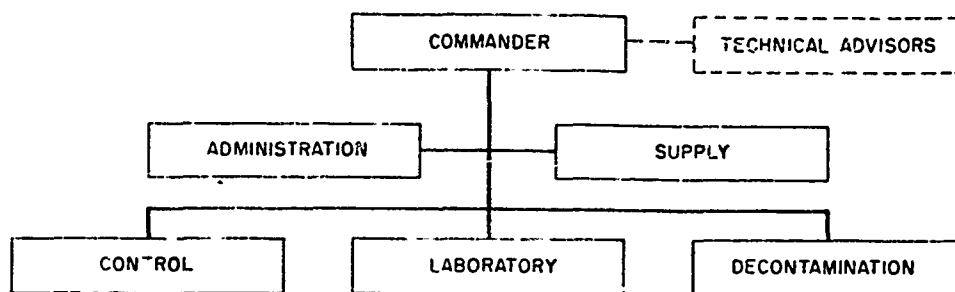 COMMANDER
TECHNICAL ADVISORS
ADMINISTRATION
SUPPLY
CONTROL
LABORATORY
DECONTAMINATION